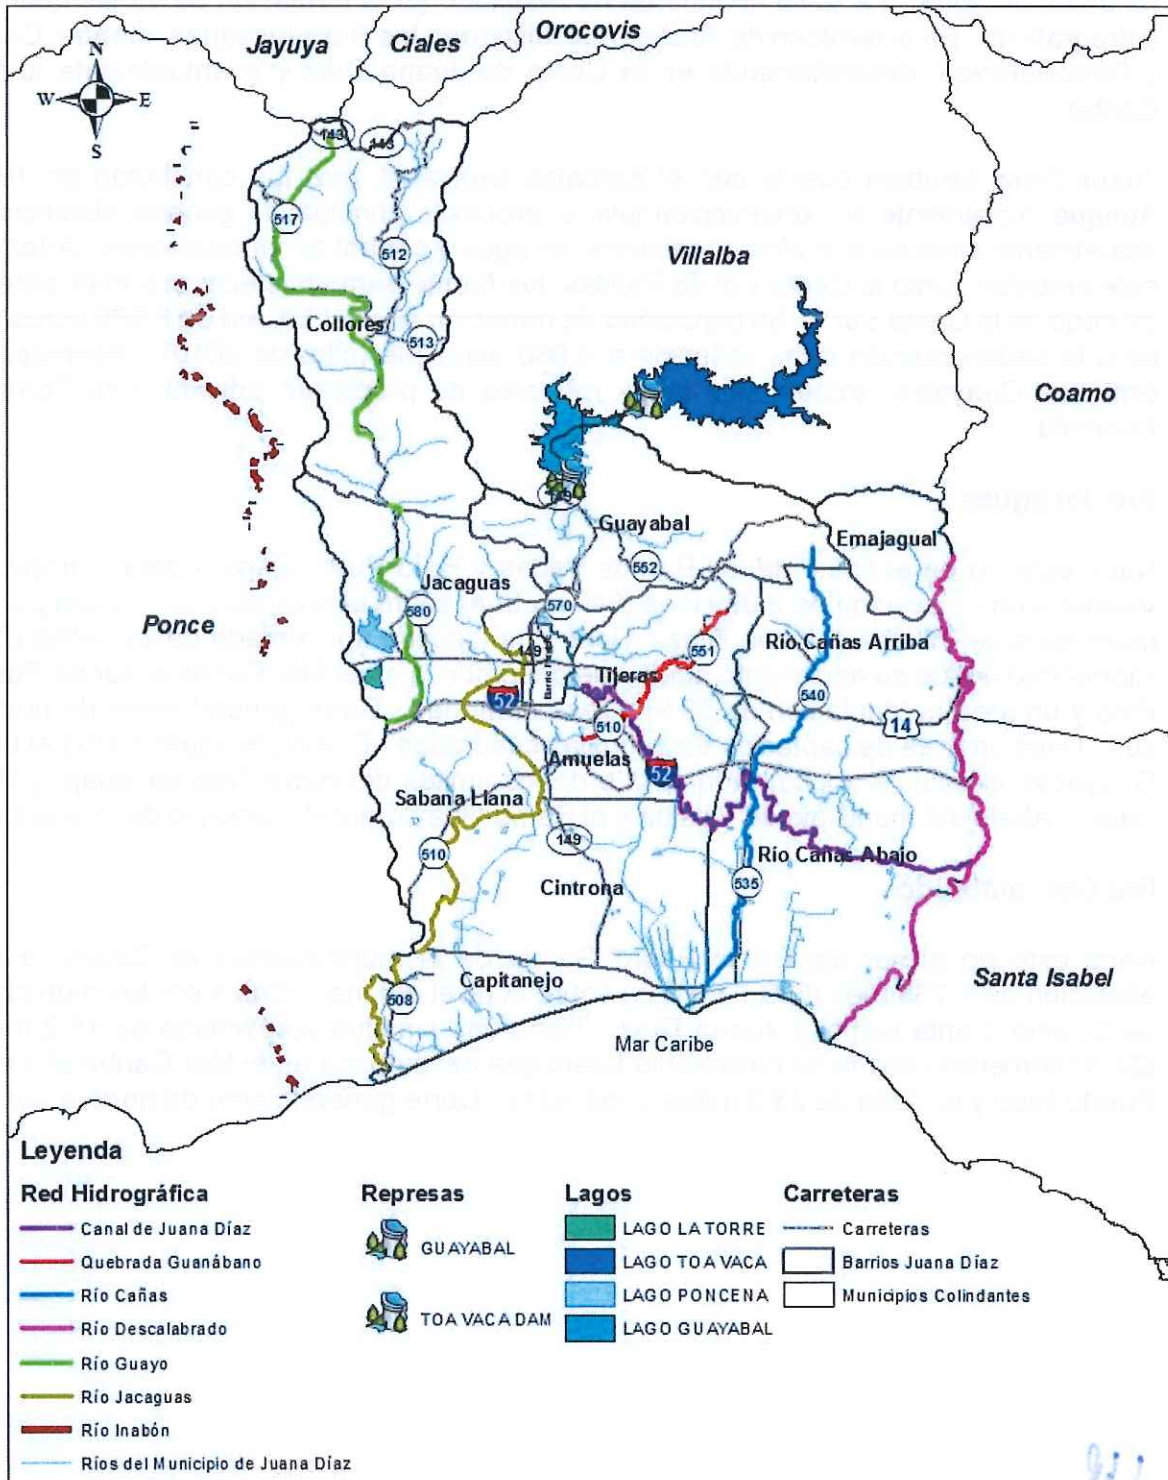 Orocovis
Jayuya
Ciales
N
W
E
S
143
143
517
512
Villalba
Collores
513
Coamo
149
Guayabal
Emajagual
552
Jacaguas
580
570
Ponce
Río Cañas Arriba
149
551
Tijeras
52
540
510
14
Amuelas
52
Sabana Llana
149
Río Cañas Abajo
510
535
Cintrona
Santa Isabel
Capitanejo
508
Mar Caribe
Leyenda
Red Hidrográfica
Canal de Juana Díaz
Quebrada Guanábano
Río Cañas
Río Descalabrado
Río Guayo
Río Jacaguas
Río Inabón
Ríos del Municipio de Juana Díaz
Represas
GUAYABAL
TOA VACA DAM
Lagos
LAGO LA TORRE
LAGO TOA VACA
LAGO PONCENA
LAGO GUAYABAL
Carreteras
Carreteras
Barrios Juana Díaz
Municipios Colindantes